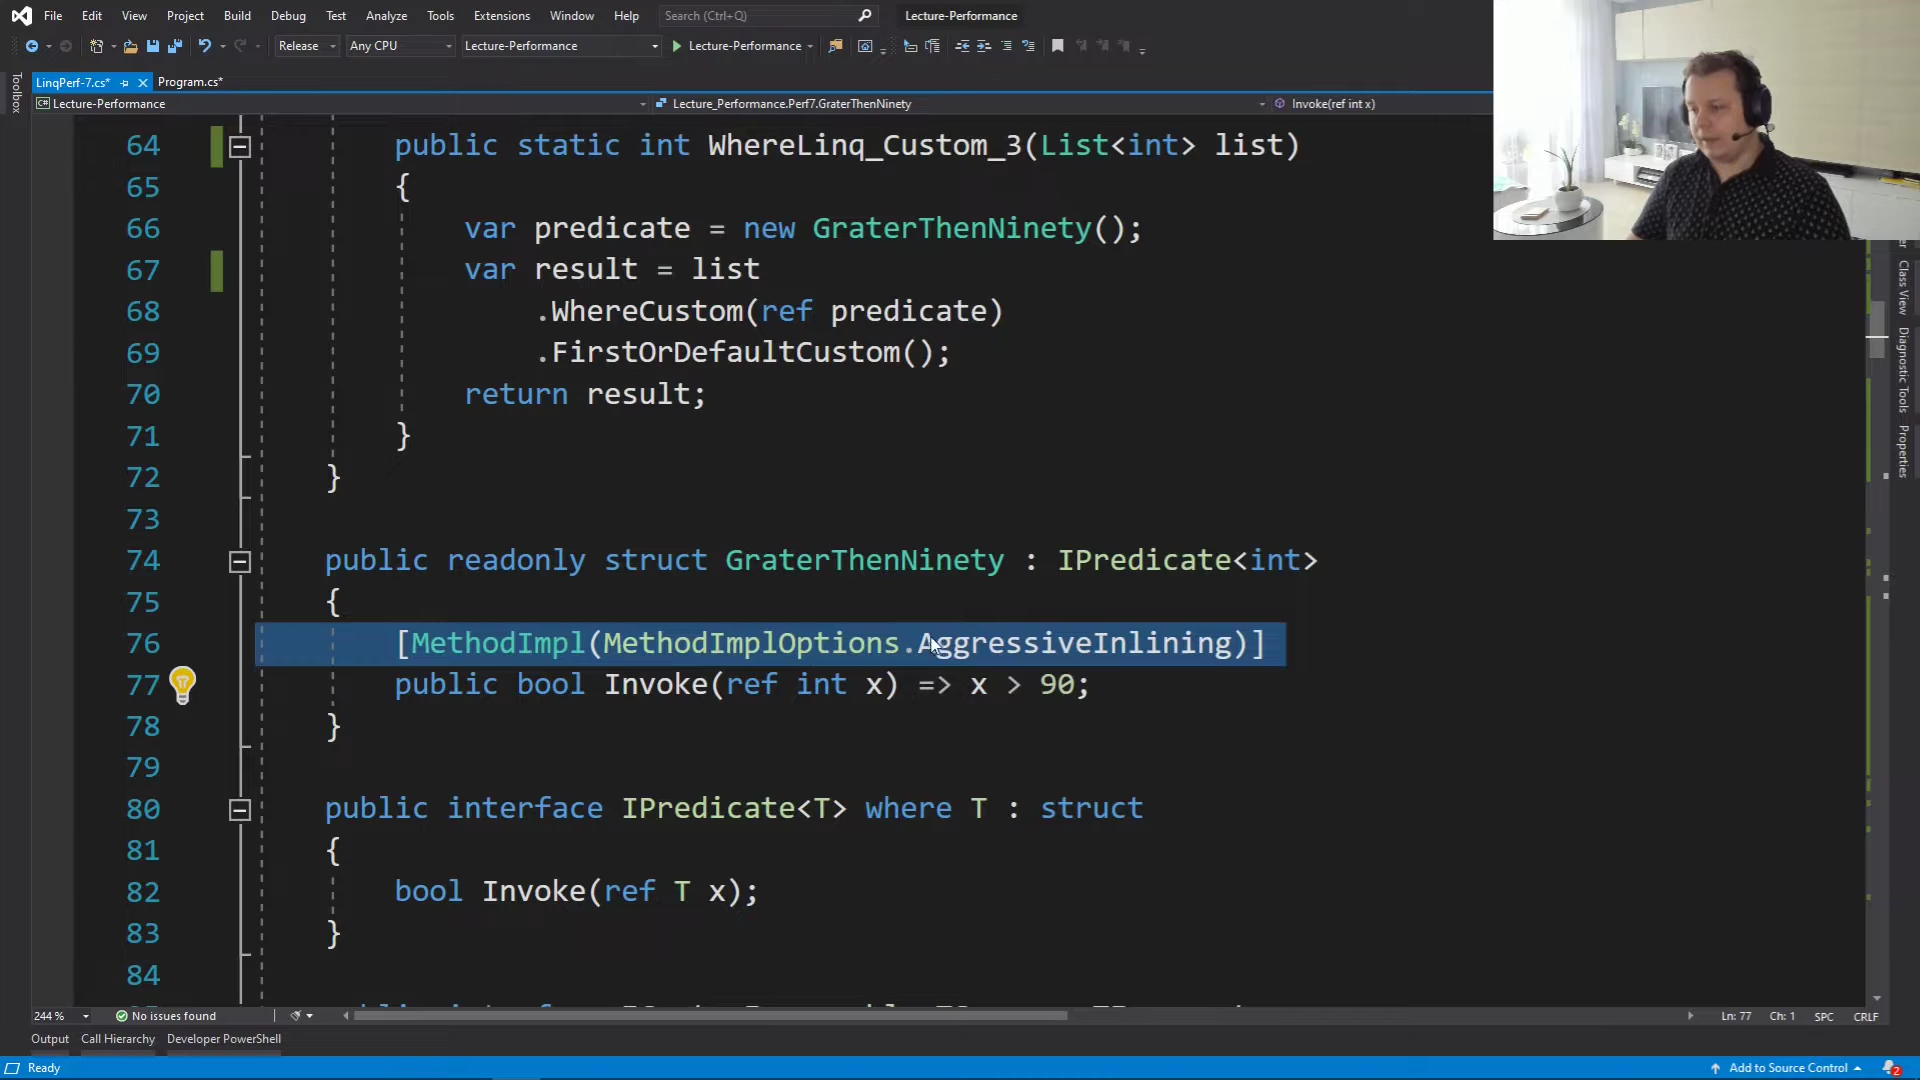 File Edit View Project Build Debug Test Analyze Tools Extensions Window Help Search (Ctrl+Q) Lecture-Performance
Release Any CPU Lecture-Performance Lecture-Performance
LinqPerf-7.cs* Program.cs*
Lecture-Performance Lecture_Performance.Perf7.GraterThenNinety Invoke(ref int x)
Toolbox
64 public static int WhereLinq_Custom_3(List<int> list)
65 {
66 var predicate = new GraterThenNinety();
67 var result = list
68 .WhereCustom(ref predicate)
69 .FirstOrDefaultCustom();
70 return result;
71 }
72 }
73
74 public readonly struct GraterThenNinety : IPredicate<int>
75 {
76 [MethodImpl(MethodImplOptions.AggressiveInlining)]
77 public bool Invoke(ref int x) => x > 90;
78 }
79
80 public interface IPredicate<T> where T : struct
81 {
82 bool Invoke(ref T x);
83 }
84
Class View
Diagnostic Tools
Properties
244 % No issues found Ln: 77 Ch: 1 SPC CRLF
Output Call Hierarchy Developer PowerShell
Ready Add to Source Control 2